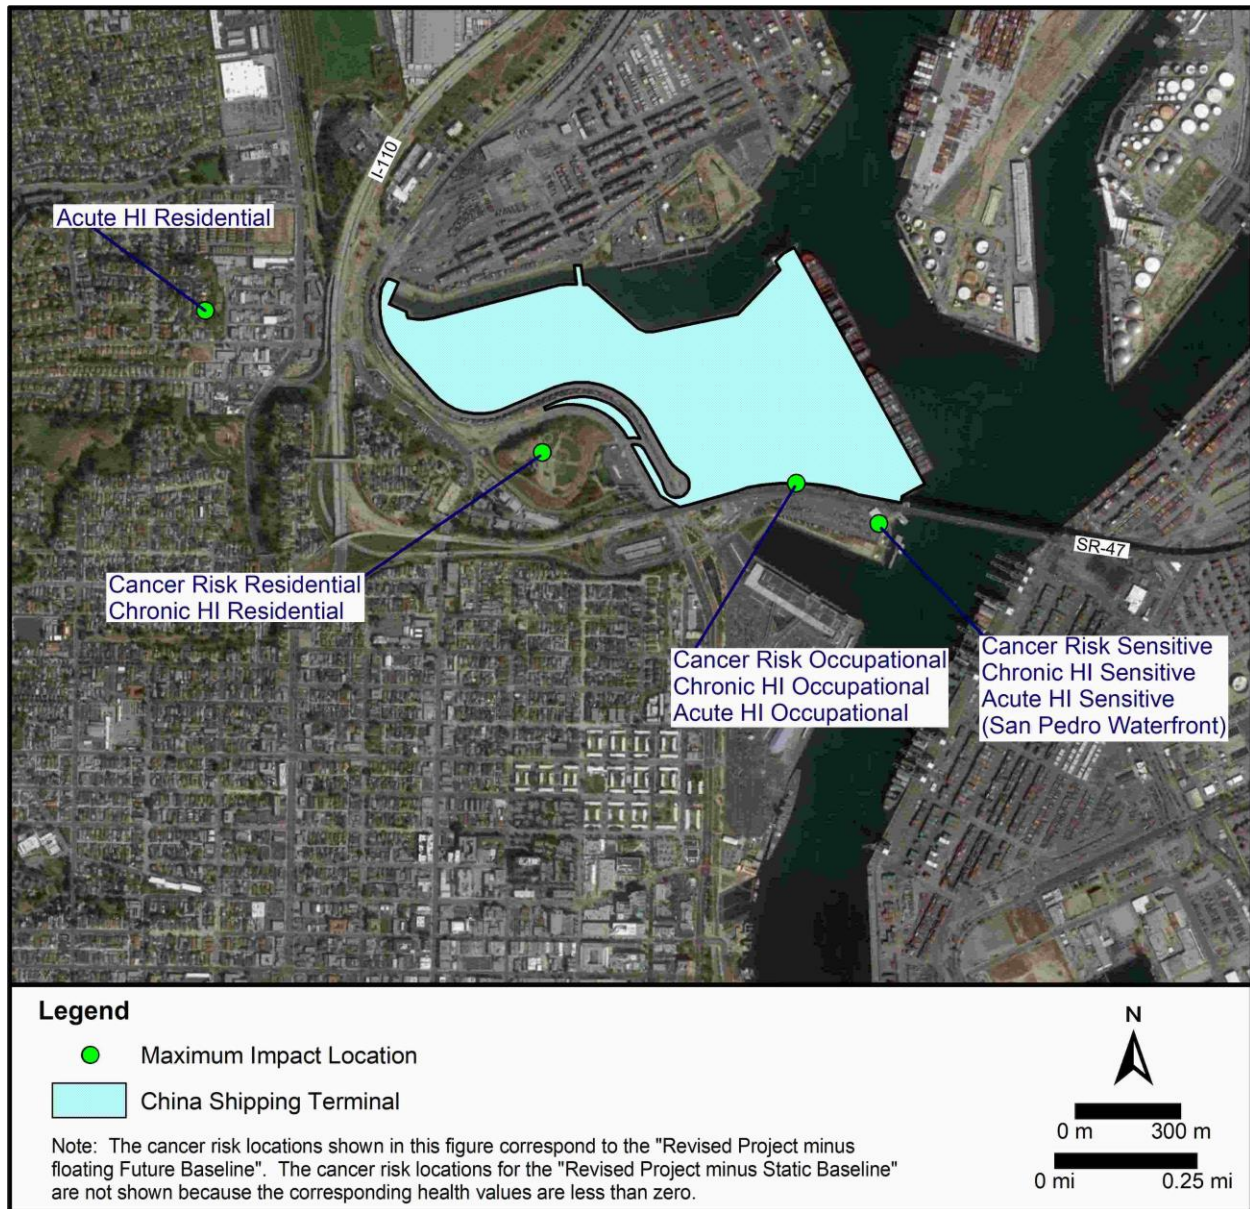 I-110
Acute HI Residential
Cancer Risk Residential
Chronic HI Residential
SR-47
Cancer Risk Occupational
Chronic HI Occupational
Acute HI Occupational
Cancer Risk Sensitive
Chronic HI Sensitive
Acute HI Sensitive
(San Pedro Waterfront)
Legend
Maximum Impact Location
China Shipping Terminal
Note: The cancer risk locations shown in this figure correspond to the "Revised Project minus
floating Future Baseline". The cancer risk locations for the "Revised Project minus Static Baseline"
are not shown because the corresponding health values are less than zero.
N
0 m 300 m
0 mi 0.25 mi